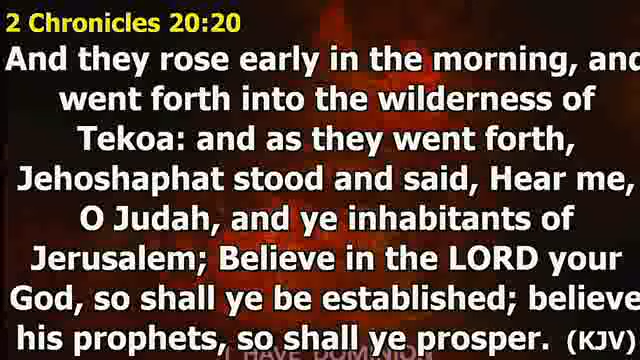 2 Chronicles 20:20
And they rose early in the morning, and
went forth into the wilderness of
Tekoa: and as they went forth,
Jehoshaphat stood and said, Hear me,
O Judah, and ye inhabitants of
Jerusalem; Believe in the LORD your
God, so shall ye be established; believe
his prophets, so shall ye prosper. (KJV)
I HAVE DOMINIO